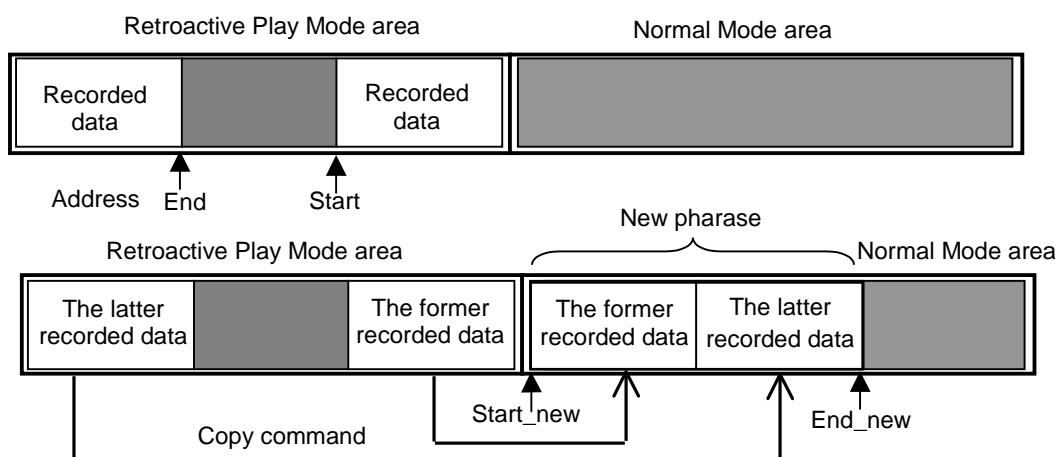 Retroactive Play Mode area
Normal Mode area
Recorded
data
Recorded
data
Address
End
Start
New pharase
Retroactive Play Mode area
Normal Mode area
The latter
recorded data
The former
recorded data
The former
recorded data
The latter
recorded data
Start_new
End_new
Copy command